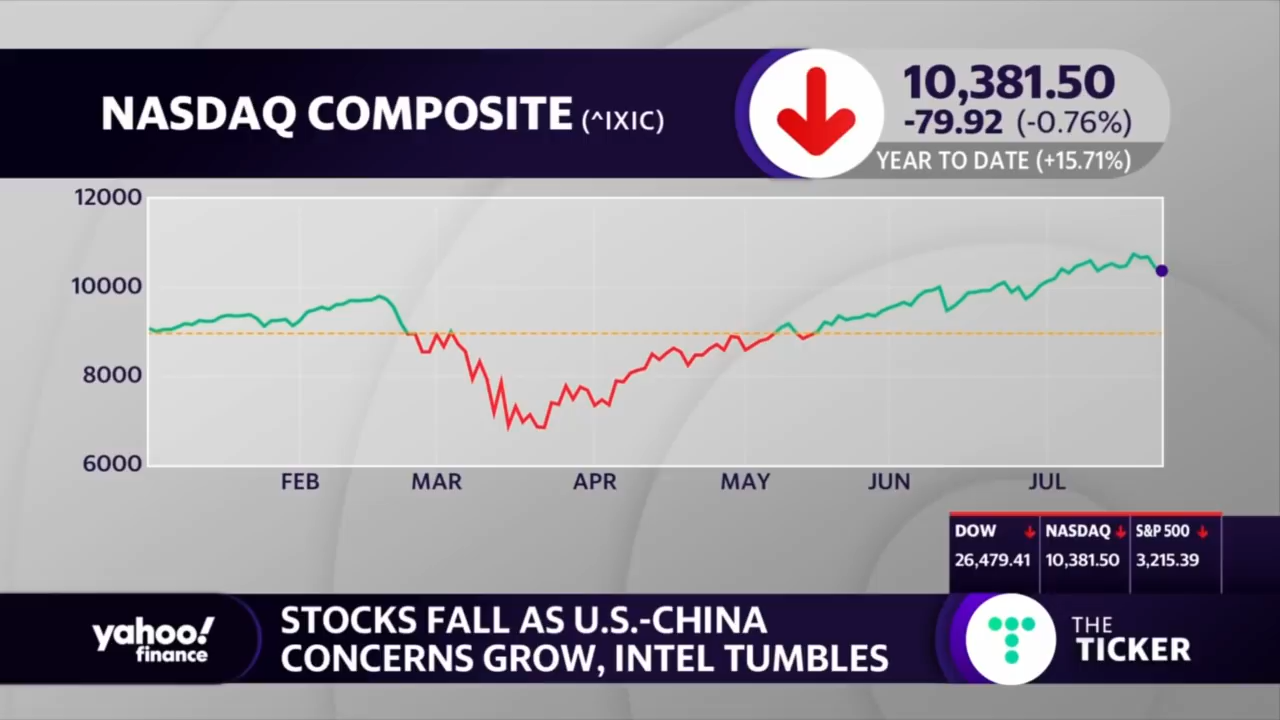 NASDAQ COMPOSITE (^IXIC)
10,381.50
-79.92 (-0.76%)
YEAR TO DATE (+15.71%)
12000
10000
8000
6000
FEB MAR APR MAY JUN JUL
DOW NASDAQ S&P 500
26,479.41 10,381.50 3,215.39
yahoo!
finance
STOCKS FALL AS U.S.-CHINA
CONCERNS GROW, INTEL TUMBLES
THE
TICKER